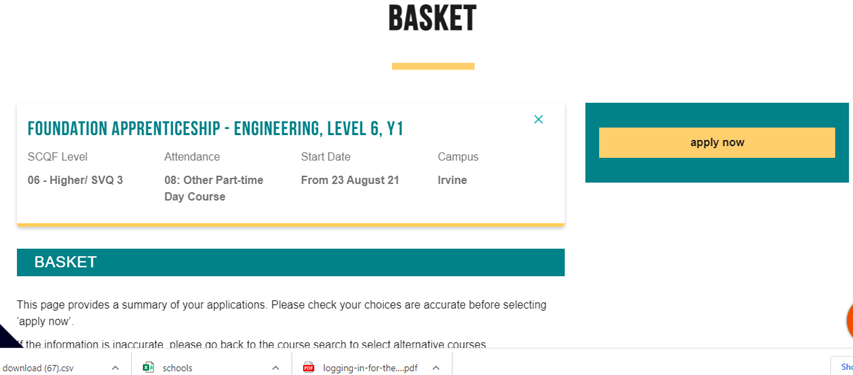 BASKET
FOUNDATION APPRENTICESHIP - ENGINEERING, LEVEL 6, Y1
SCQF Level
Attendance
Start Date
Campus
06 - Higher/ SVQ 3
08: Other Part-time
Day Course
From 23 August 21
Irvine
apply now
BASKET
This page provides a summary of your applications. Please check your choices are accurate before selecting
'apply now'.
If the information is inaccurate, please go back to the course search to select alternative courses
download (67).csv
schools
logging-in-for-the....pdf